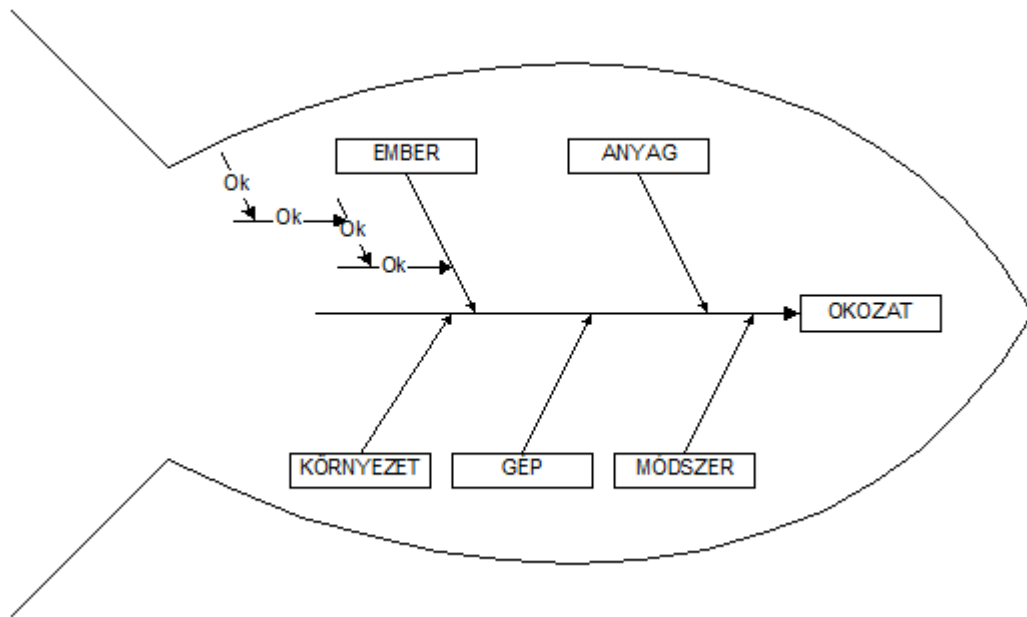 EMBER
ANYAG
Ok
Ok
Ok
Ok
OKOZAT
KÖRNYEZET
GÉP
MÓDSZER